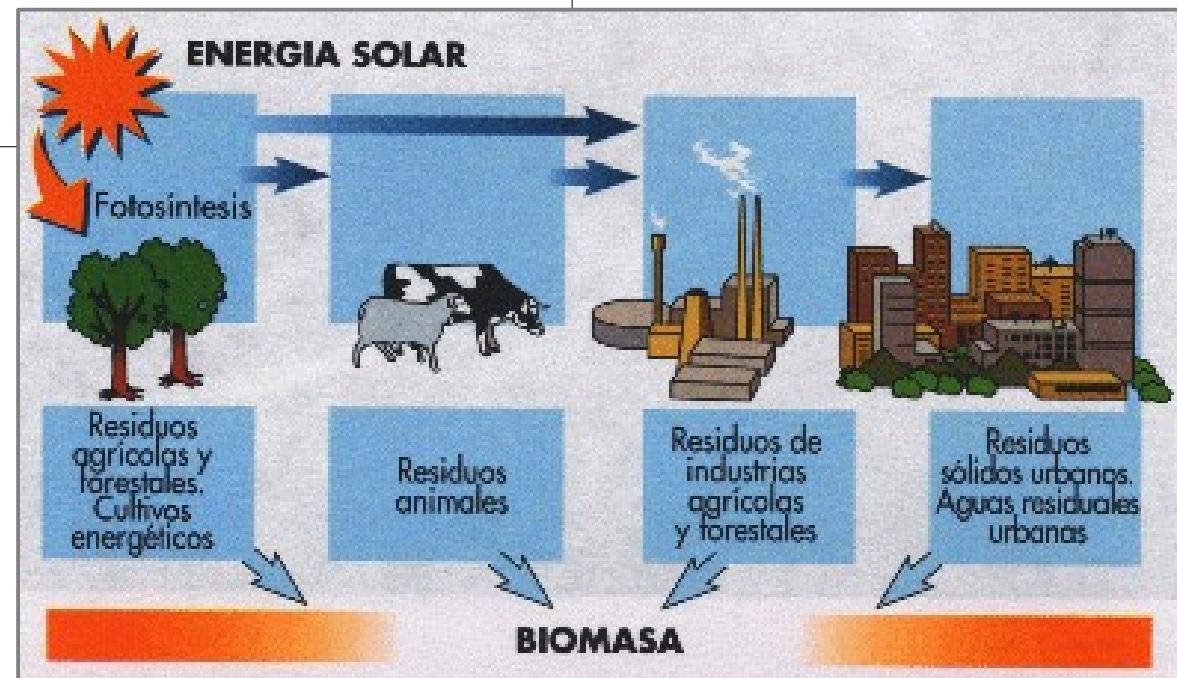 ENERGIA SOLAR
Fotosíntesis
Residuos
agrícolas y
forestales.
Cultivos
energéticos
Residuos
animales
Residuos de
industrias
agrícolas
y forestales
Residuos
sólidos urbanos.
Aguas residuales
urbanas
BIOMASA